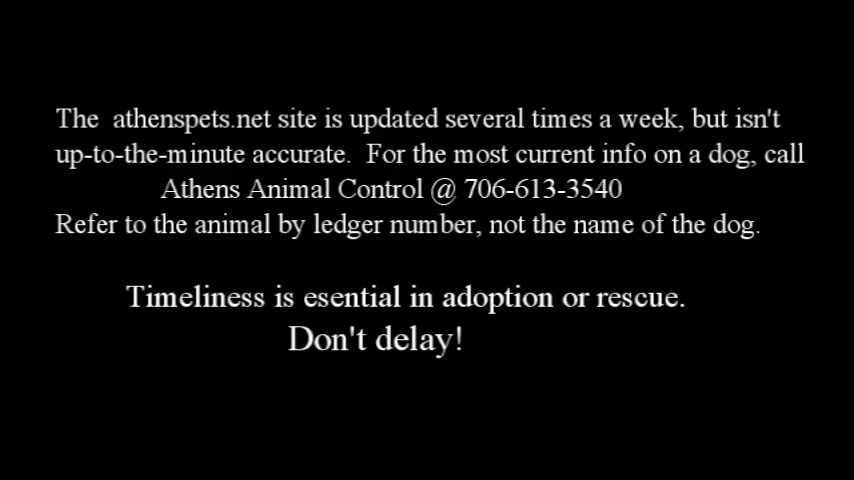 The athenspets.net site is updated several times a week, but isn't
up-to-the-minute accurate. For the most current info on a dog, call
Athens Animal Control @ 706-613-3540
Refer to the animal by ledger number, not the name of the dog.
Timeliness is esential in adoption or rescue.
Don't delay!